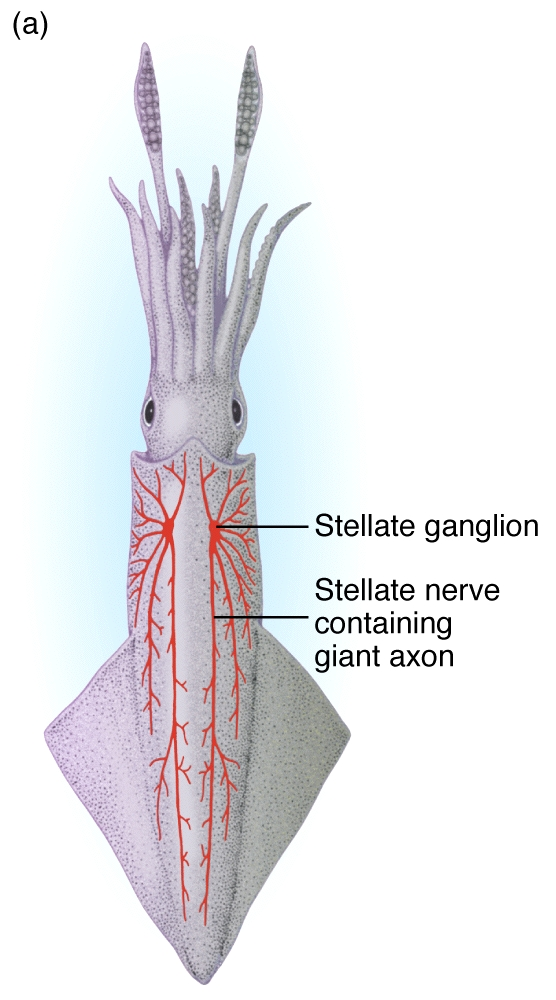 (a)
Stellate ganglion
Stellate nerve
containing
giant axon